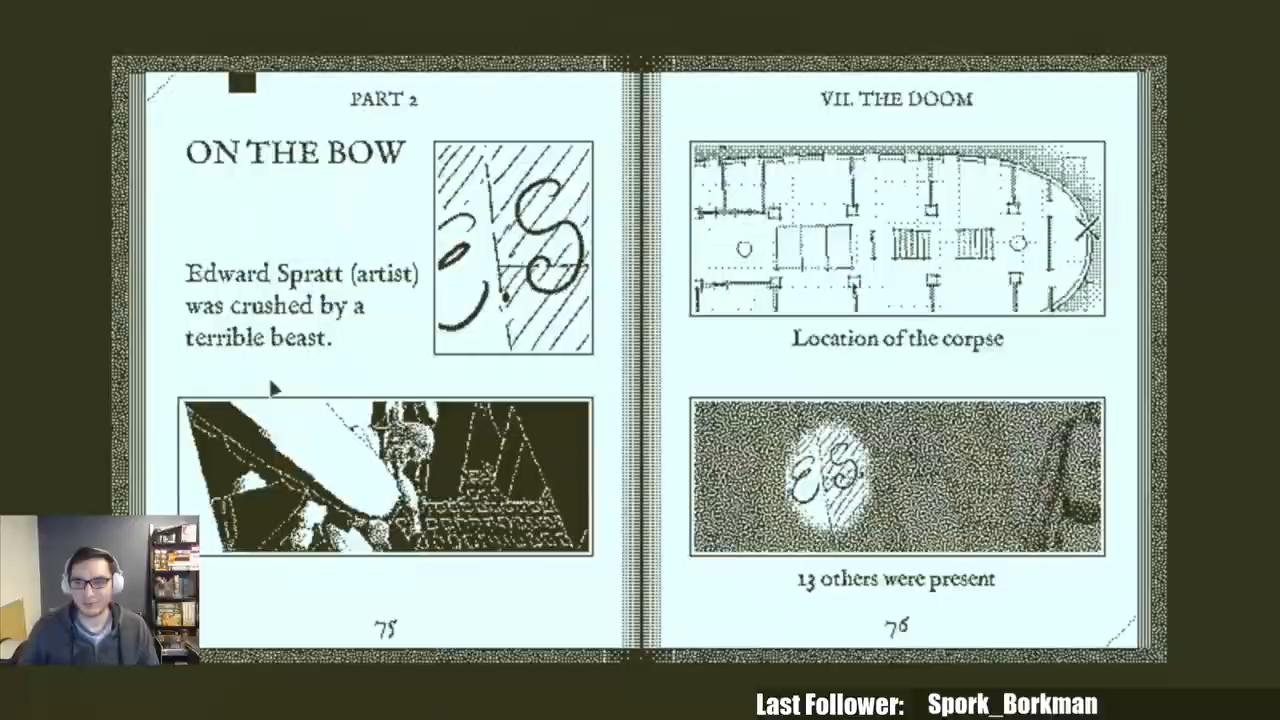 PART 2
ON THE BOW
E. S
Edward Spratt (artist)
was crushed by a
terrible beast.
75
VII. THE DOOM
Location of the corpse
E S
13 others were present
76
Last Follower: Spork_Borkman